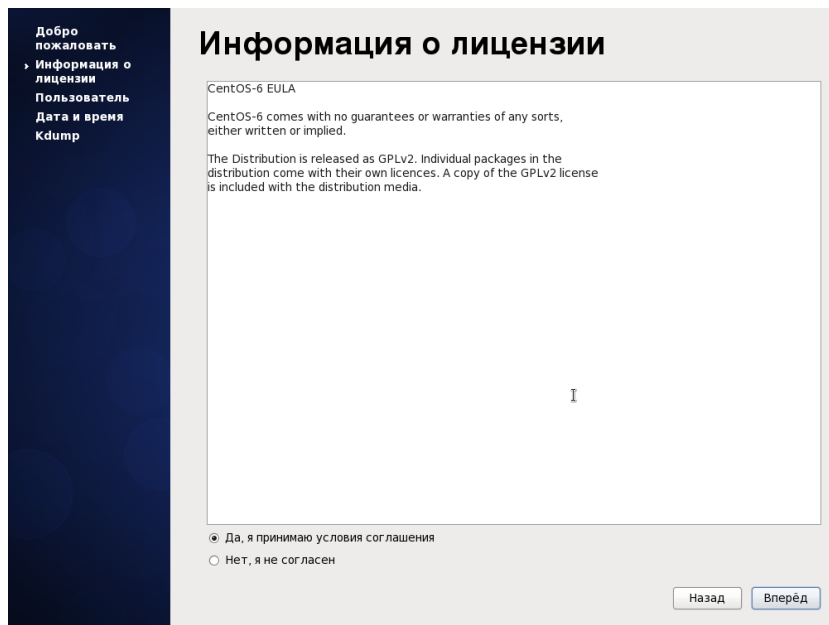 Добро
пожаловать
Информация о
лицензии
Пользователь
Дата и время
Kdump
Информация о лицензии
CentOS-6 EULA
CentOS-6 comes with no guarantees or warranties of any sorts,
either written or implied.
The Distribution is released as GPLv2. Individual packages in the
distribution come with their own licences. A copy of the GPLv2 license
is included with the distribution media.
Да, я принимаю условия соглашения
Нет, я не согласен
Назад
Вперёд